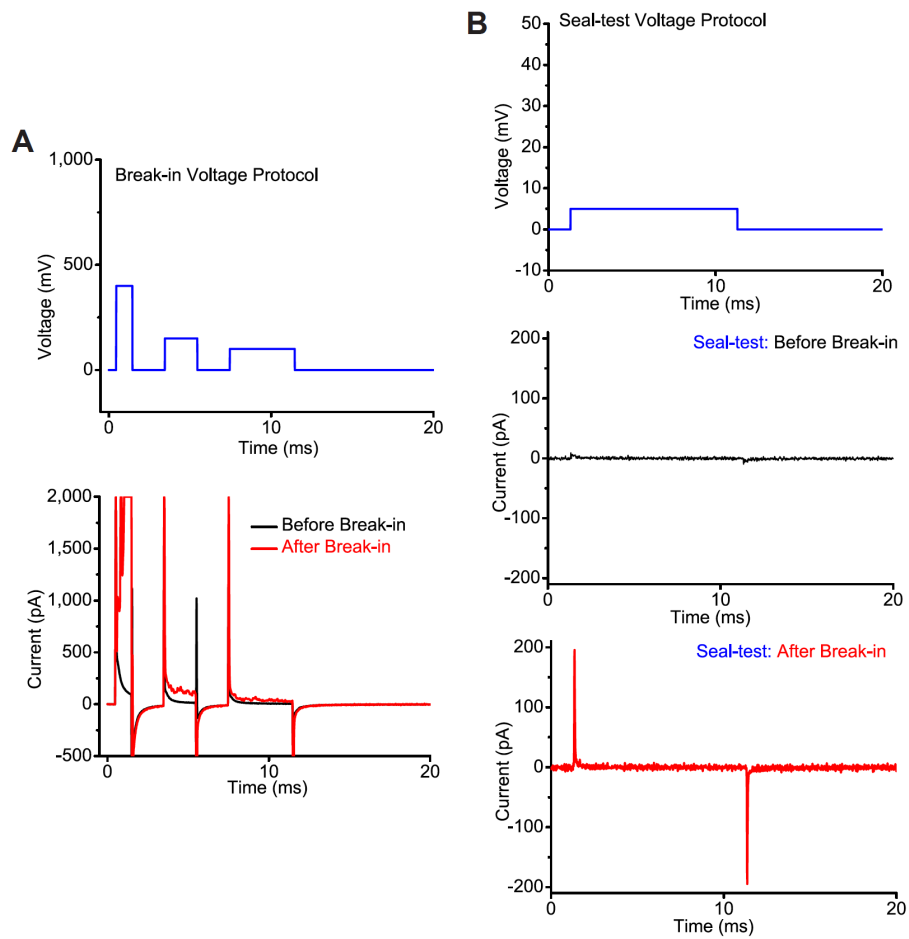 A
Break-in Voltage Protocol
Voltage (mV)
1,000
500
0
0
10
20
Time (ms)
Before Break-in
After Break-in
Current (pA)
2,000
1,500
1,000
500
0
-500
0
10
20
Time (ms)
B
Seal-test Voltage Protocol
Voltage (mV)
50
40
30
20
10
0
-10
0
10
20
Time (ms)
Seal-test: Before Break-in
Current (pA)
200
100
0
-100
-200
0
10
20
Time (ms)
Seal-test: After Break-in
Current (pA)
200
100
0
-100
-200
0
10
20
Time (ms)